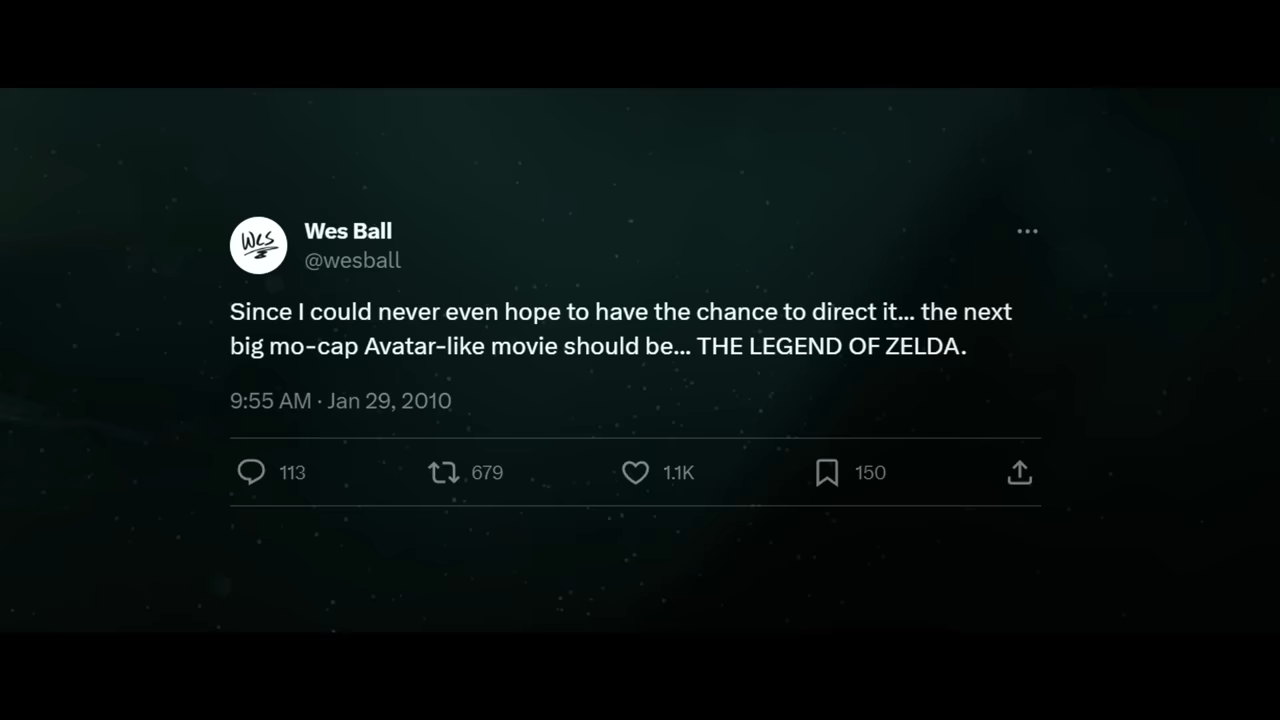 Wes
Wes Ball
@wesball
Since I could never even hope to have the chance to direct it... the next
big mo-cap Avatar-like movie should be... THE LEGEND OF ZELDA.
9:55 AM · Jan 29, 2010
113 679 1.1K 150